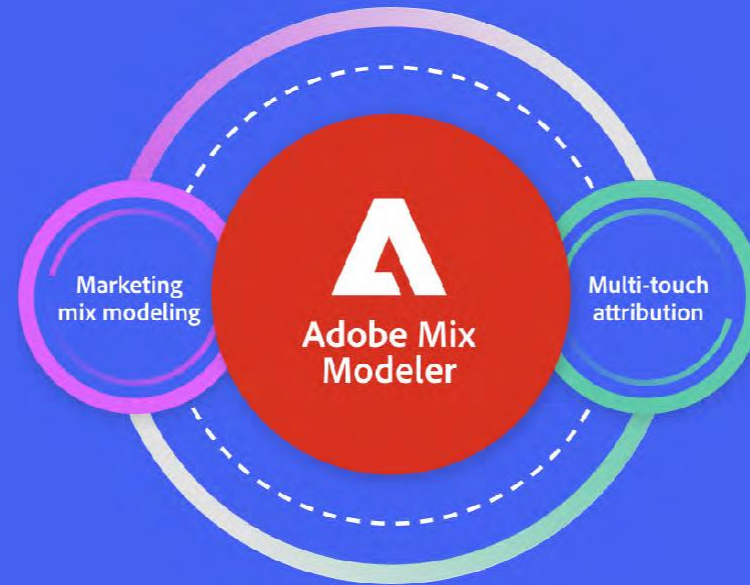 Marketing
mix modeling
Adobe Mix
Modeler
Multi-touch
attribution